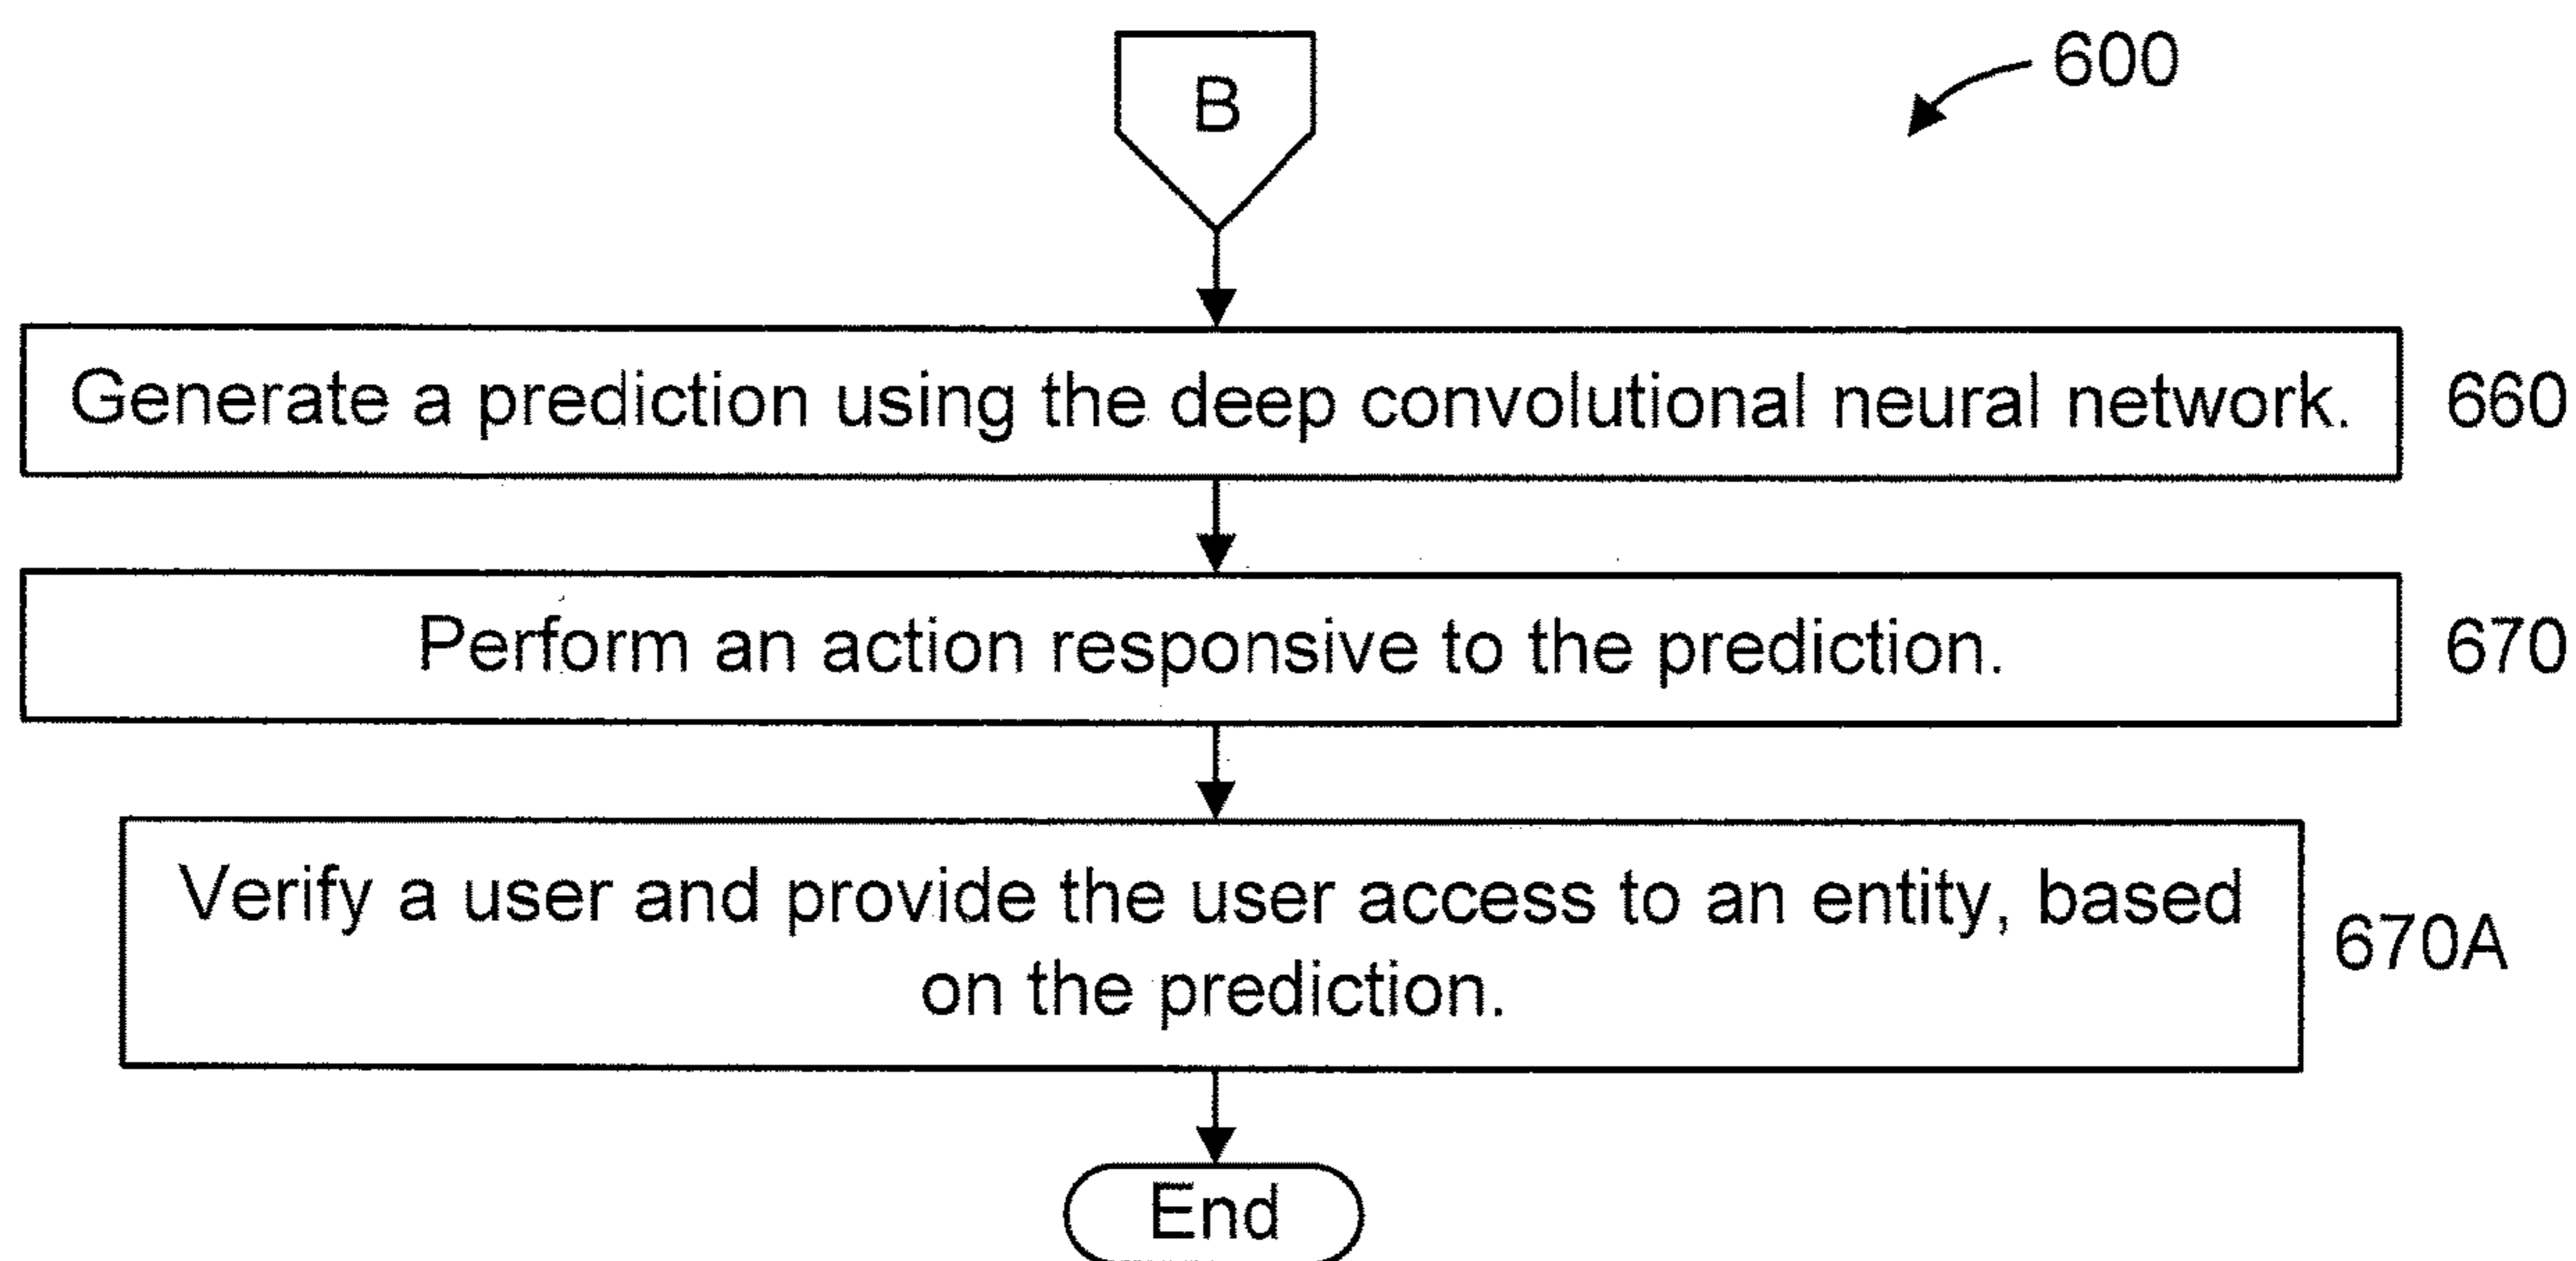 B
600
Generate a prediction using the deep convolutional neural network.
660
Perform an action responsive to the prediction.
670
Verify a user and provide the user access to an entity, based
on the prediction.
670A
End